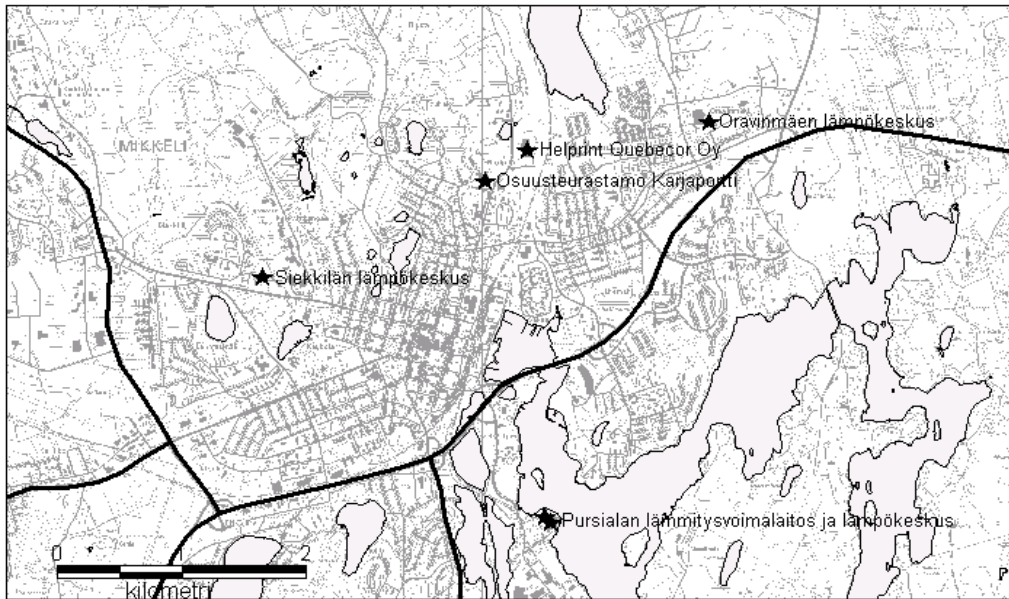 Oravinmäen lämpökeskus
MIKKELI
Helprint Quebecor Oy
Osuusteurastamo Karjaportti
Siekkilän lämpökeskus
Pursialan lämmitysvoimalaitos ja lämpökeskus
0 2
kilometri
P